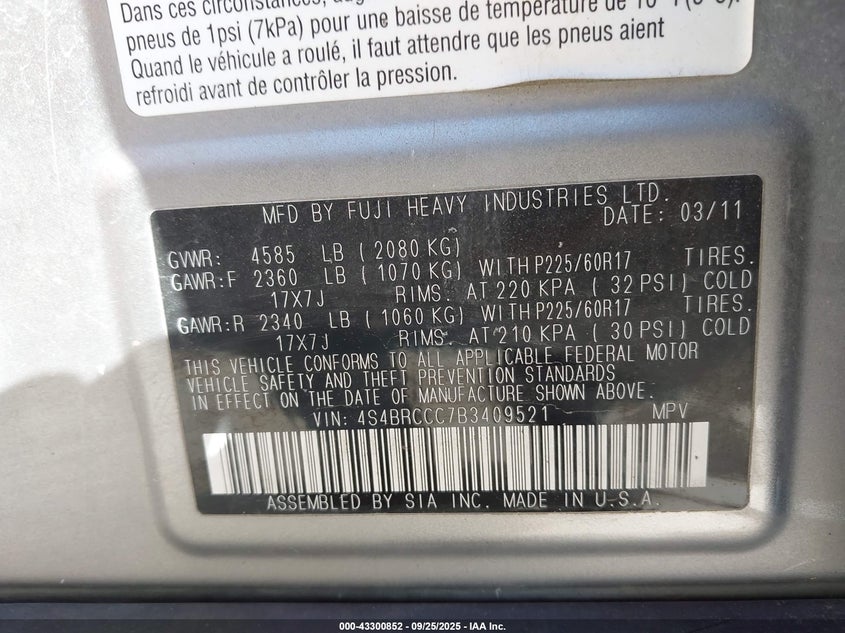 Dans ces circonstances,
pneus de 1psi (7kPa) pour une baisse de température de
Quand le véhicule a roulé, il faut attendre que les pneus aient
refroidi avant de contrôler la pression.
MFD BY FUJI HEAVY INDUSTRIES LTD.
DATE: 03/11
GVWR: 4585 LB (2080 KG)
GAWR:F 2360 LB (1070 KG) WITH P225/60R17 TIRES.
17X7J RIMS. AT 220 KPA (32 PSI) COLD
GAWR:R 2340 LB (1060 KG) WITH P225/60R17 TIRES.
17X7J RIMS. AT 210 KPA (30 PSI) COLD
THIS VEHICLE CONFORMS TO ALL APPLICABLE FEDERAL MOTOR
VEHICLE SAFETY AND THEFT PREVENTION STANDARDS
IN EFFECT ON THE DATE OF MANUFACTURE SHOWN ABOVE.
VIN: 4S4BRCCC7B3409521 MPV
ASSEMBLED BY SIA INC. MADE IN U.S.A.
000-43300852 / 09/25/2025 - IAA Inc.